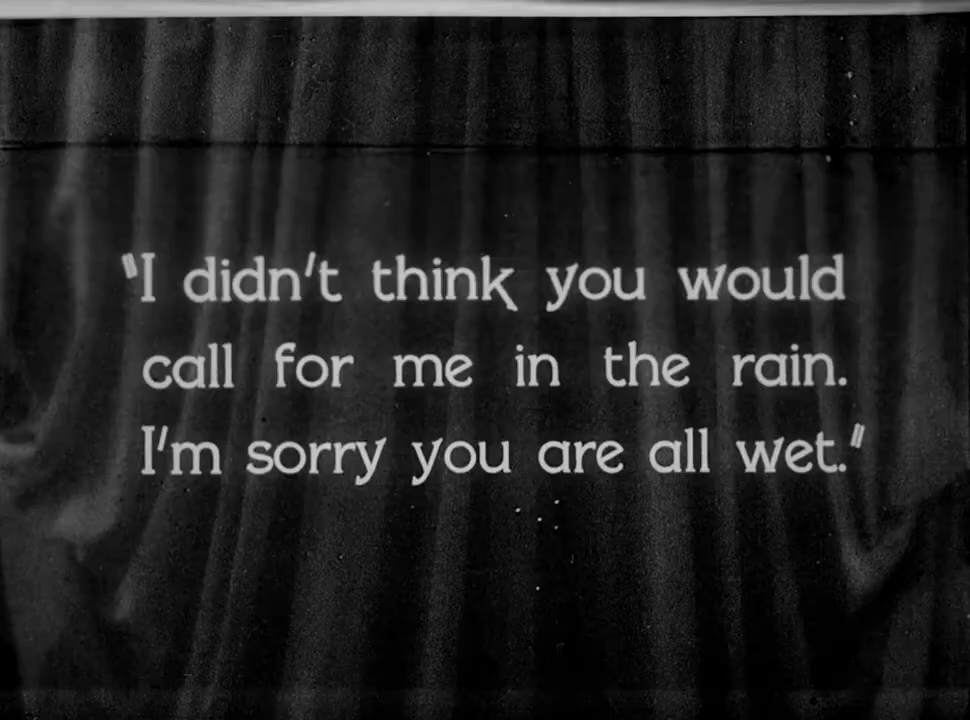 "I didn't think you would
call for me in the rain.
I'm sorry you are all wet."